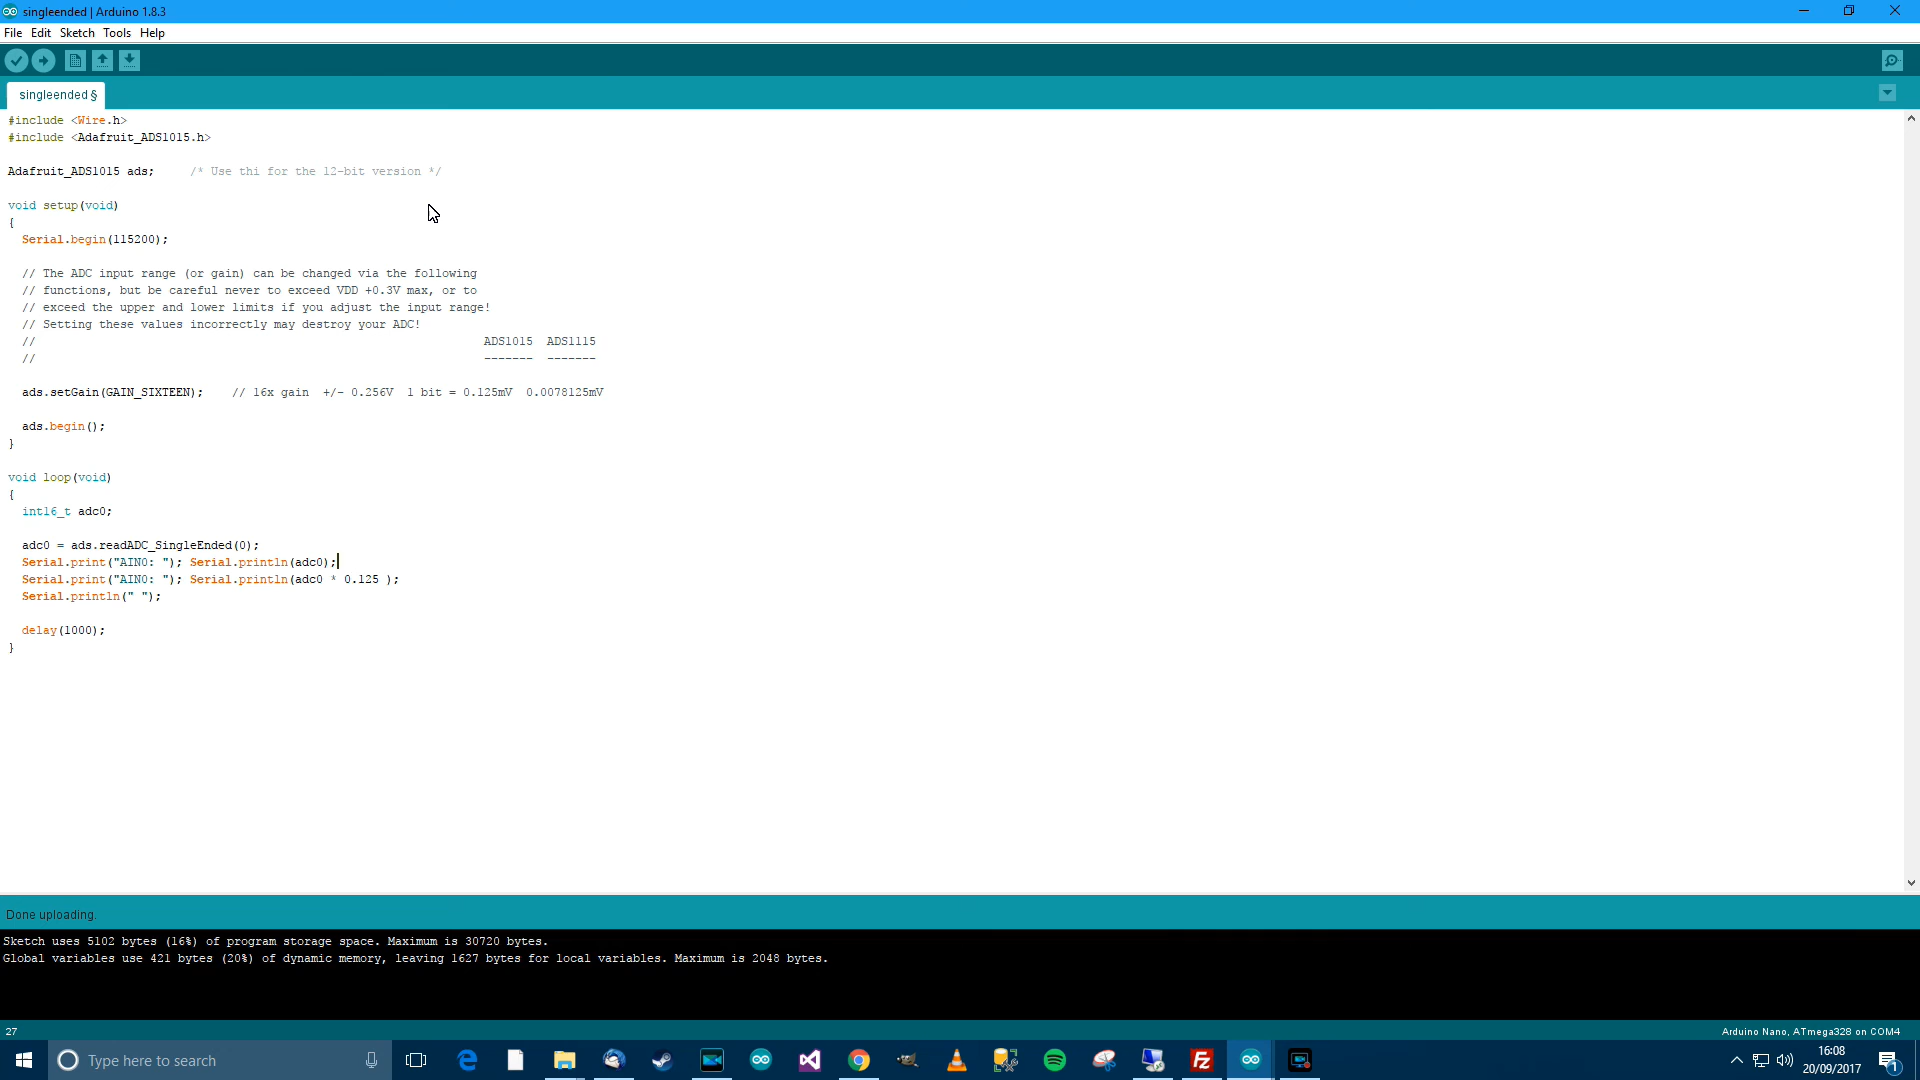 singleended | Arduino 1.8.3
File Edit Sketch Tools Help
singleended §
#include <Wire.h>
#include <Adafruit_ADS1015.h>
Adafruit_ADS1015 ads;     /* Use thi for the 12-bit version */
void setup(void)
{
  Serial.begin(115200);
  // The ADC input range (or gain) can be changed via the following
  // functions, but be careful never to exceed VDD +0.3V max, or to
  // exceed the upper and lower limits if you adjust the input range!
  // Setting these values incorrectly may destroy your ADC!
  //                                                                ADS1015  ADS1115
  //                                                                -------  -------
  ads.setGain(GAIN_SIXTEEN);    // 16x gain  +/- 0.256V  1 bit = 0.125mV  0.0078125mV
  ads.begin();
}
void loop(void)
{
  int16_t adc0;
  adc0 = ads.readADC_SingleEnded(0);
  Serial.print("AIN0: "); Serial.println(adc0);
  Serial.print("AIN0: "); Serial.println(adc0 * 0.125 );
  Serial.println(" ");
  delay(1000);
}
Done uploading.
Sketch uses 5102 bytes (16%) of program storage space. Maximum is 30720 bytes.
Global variables use 421 bytes (20%) of dynamic memory, leaving 1627 bytes for local variables. Maximum is 2048 bytes.
27
Arduino Nano, ATmega328 on COM4
Type here to search
Fz
16:08
20/09/2017
1